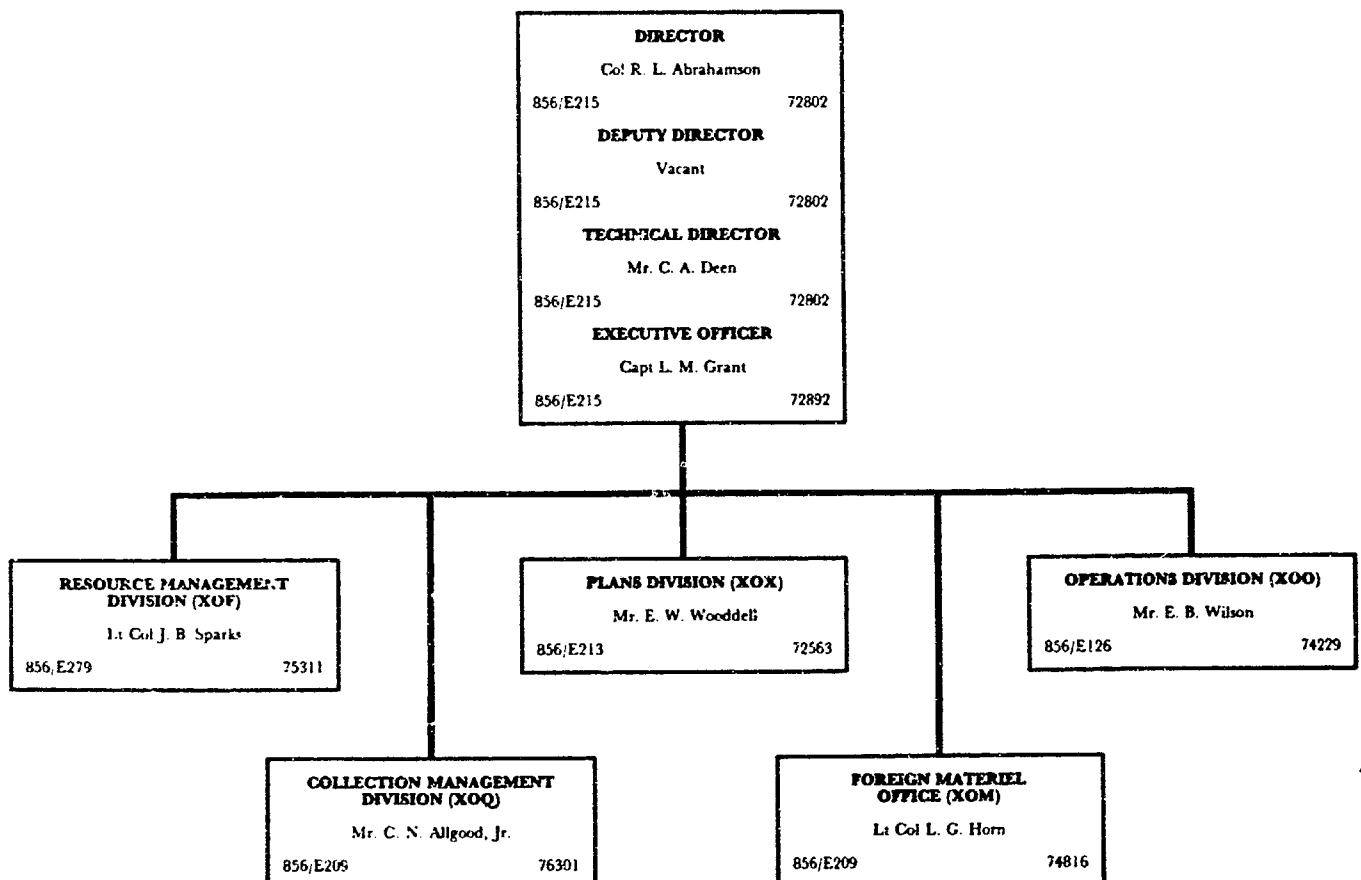 DIRECTOR
Col R. L. Abrahamson
856/E215 72802
DEPUTY DIRECTOR
Vacant
856/E215 72802
TECHNICAL DIRECTOR
Mr. C. A. Deen
856/E215 72802
EXECUTIVE OFFICER
Capt L. M. Grant
856/E215 72892
RESOURCE MANAGEMENT
DIVISION (XOF)
Lt Col J. B. Sparks
856/E279 75311
PLANS DIVISION (XOX)
Mr. E. W. Wooddell
856/E213 72563
OPERATIONS DIVISION (XOO)
Mr. E. B. Wilson
856/E126 74229
COLLECTION MANAGEMENT
DIVISION (XOQ)
Mr. C. N. Allgood, Jr.
856/E209 76301
FOREIGN MATERIEL
OFFICE (XOM)
Lt Col L. G. Horn
856/E209 74816